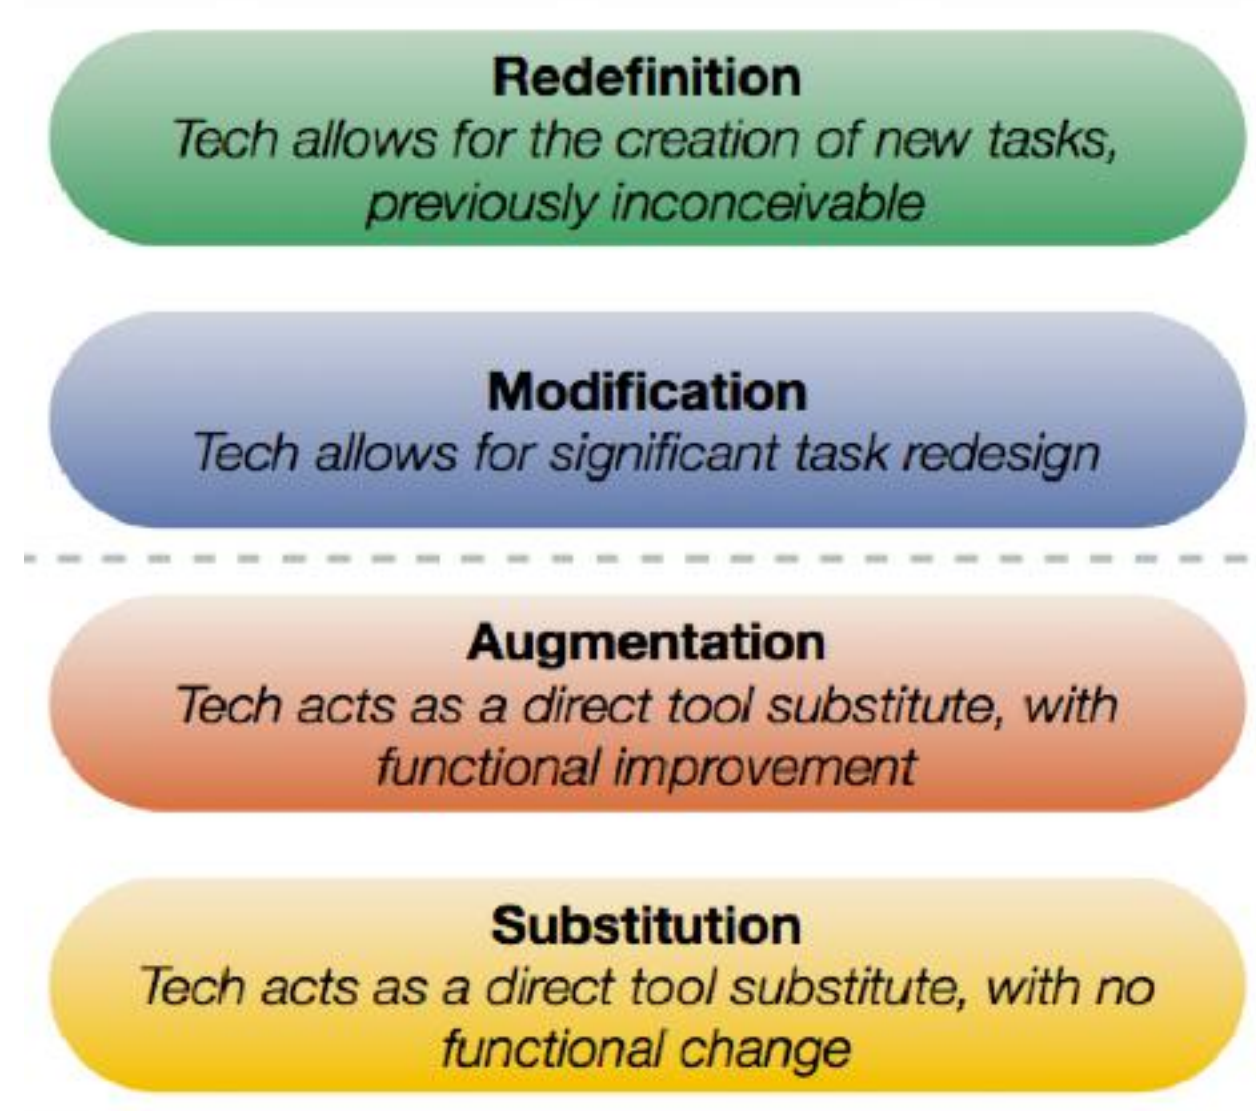 Redefinition
Tech allows for the creation of new tasks,
previously inconceivable
Modification
Tech allows for significant task redesign
Augmentation
Tech acts as a direct tool substitute, with
functional improvement
Substitution
Tech acts as a direct tool substitute, with no
functional change